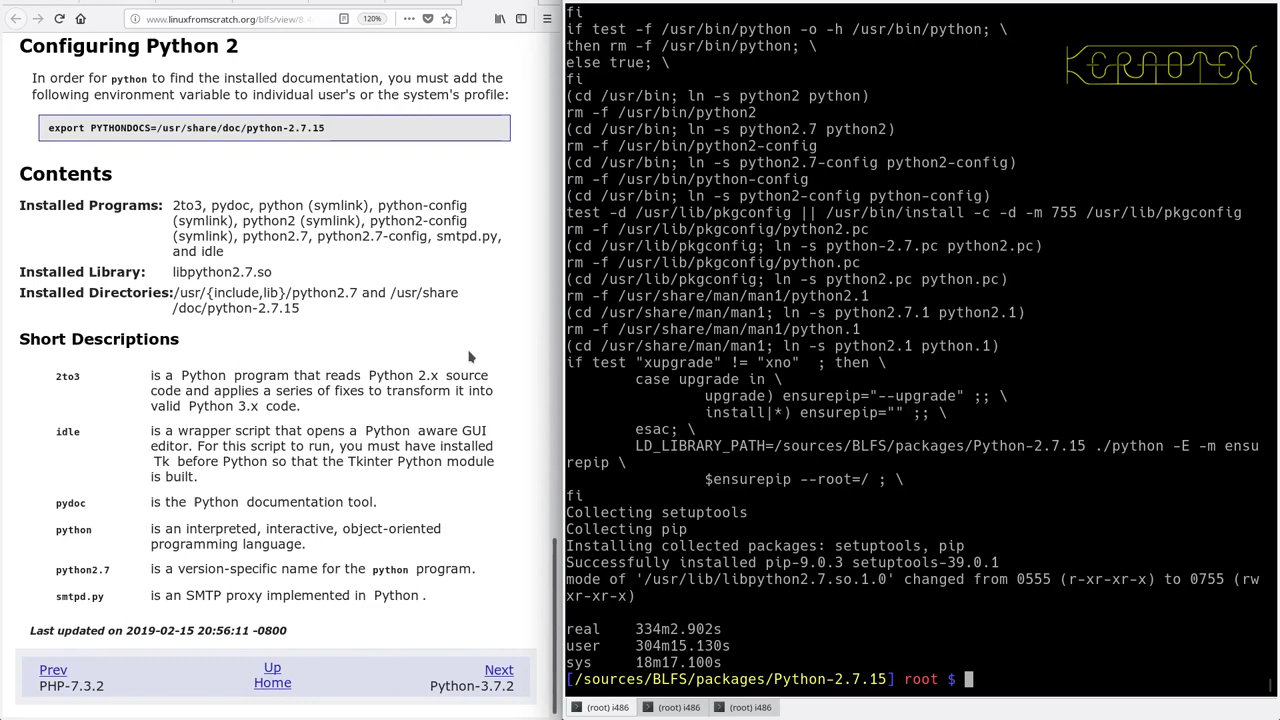 www.linuxfromscratch.org/blfs/view/8.4
120%
Configuring Python 2
In order for python to find the installed documentation, you must add the
following environment variable to individual user's or the system's profile:
export PYTHONDOCS=/usr/share/doc/python-2.7.15
Contents
Installed Programs: 2to3, pydoc, python (symlink), python-config
(symlink), python2 (symlink), python2-config
(symlink), python2.7, python2.7-config, smtpd.py,
and idle
Installed Library: libpython2.7.so
Installed Directories:/usr/{include,lib}/python2.7 and /usr/share
/doc/python-2.7.15
Short Descriptions
2to3 is a Python program that reads Python 2.x source
code and applies a series of fixes to transform it into
valid Python 3.x code.
idle is a wrapper script that opens a Python aware GUI
editor. For this script to run, you must have installed
Tk before Python so that the Tkinter Python module
is built.
pydoc is the Python documentation tool.
python is an interpreted, interactive, object-oriented
programming language.
python2.7 is a version-specific name for the python program.
smtpd.py is an SMTP proxy implemented in Python .
Last updated on 2019-02-15 20:56:11 -0800
Prev Up Next
PHP-7.3.2 Home Python-3.7.2
fi
if test -f /usr/bin/python -o -h /usr/bin/python; \
then rm -f /usr/bin/python; \
else true; \
fi
(cd /usr/bin; ln -s python2 python)
rm -f /usr/bin/python2
(cd /usr/bin; ln -s python2.7 python2)
rm -f /usr/bin/python2-config
(cd /usr/bin; ln -s python2.7-config python2-config)
rm -f /usr/bin/python-config
(cd /usr/bin; ln -s python2-config python-config)
test -d /usr/lib/pkgconfig || /usr/bin/install -c -d -m 755 /usr/lib/pkgconfig
rm -f /usr/lib/pkgconfig/python2.pc
(cd /usr/lib/pkgconfig; ln -s python-2.7.pc python2.pc)
rm -f /usr/lib/pkgconfig/python.pc
(cd /usr/lib/pkgconfig; ln -s python2.pc python.pc)
rm -f /usr/share/man/man1/python2.1
(cd /usr/share/man/man1; ln -s python2.7.1 python2.1)
rm -f /usr/share/man/man1/python.1
(cd /usr/share/man/man1; ln -s python2.1 python.1)
if test "xupgrade" != "xno" ; then \
case upgrade in \
upgrade) ensurepip="--upgrade" ;; \
install|*) ensurepip="" ;; \
esac; \
LD_LIBRARY_PATH=/sources/BLFS/packages/Python-2.7.15 ./python -E -m ensu
repip \
$ensurepip --root=/ ; \
fi
Collecting setuptools
Collecting pip
Installing collected packages: setuptools, pip
Successfully installed pip-9.0.3 setuptools-39.0.1
mode of '/usr/lib/libpython2.7.so.1.0' changed from 0555 (r-xr-xr-x) to 0755 (rw
xr-xr-x)
real 334m2.902s
user 304m15.130s
sys 18m17.100s
[/sources/BLFS/packages/Python-2.7.15] root $
(root) i486 (root) i486 (root) i486
KERNOTEX